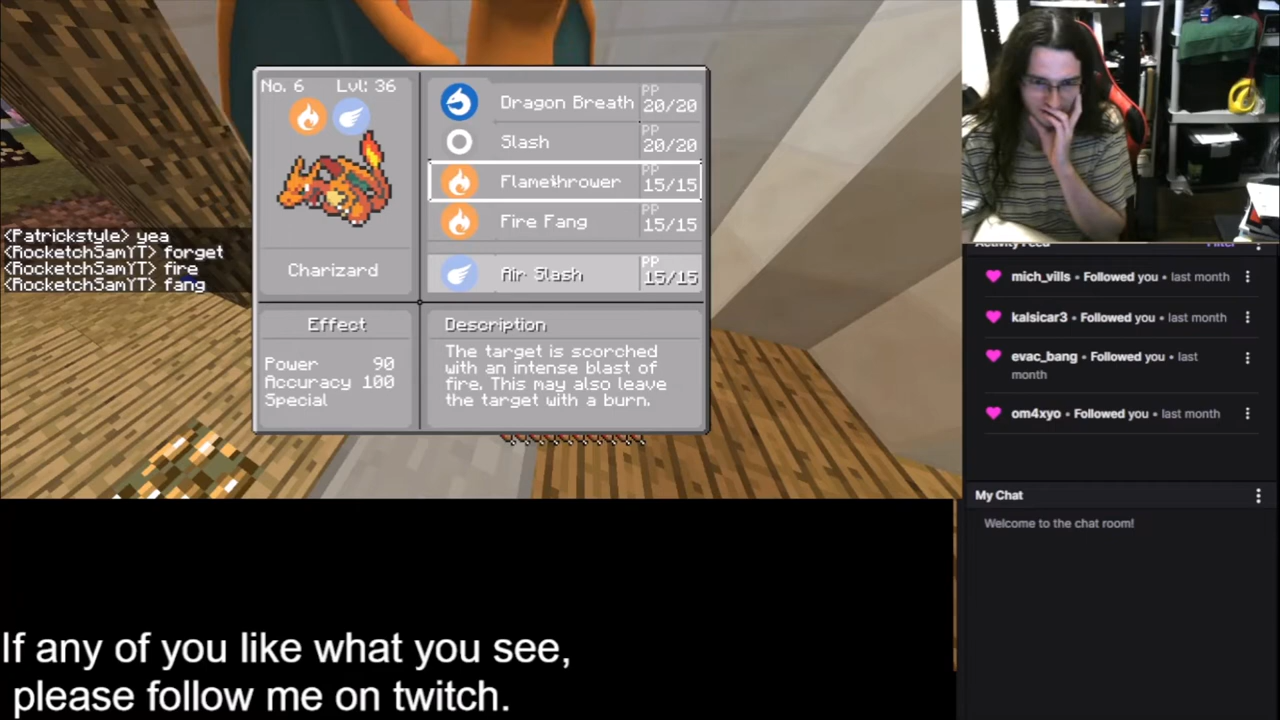 No. 6 Lvl: 36
Charizard
Dragon Breath PP 20/20
Slash PP 20/20
Flamethrower PP 15/15
Fire Fang PP 15/15
Air Slash PP 15/15
Effect
Power 90
Accuracy 100
Special
Description
The target is scorched
with an intense blast of
fire. This may also leave
the target with a burn.
<Patrickstyle> yea
<RocketchSamYT> forget
<RocketchSamYT> fire
<RocketchSamYT> fang
Activity Feed Filter
mich_vills • Followed you • last month
kalsicar3 • Followed you • last month
evac_bang • Followed you • last
month
om4xyo • Followed you • last month
My Chat
Welcome to the chat room!
If any of you like what you see,
please follow me on twitch.